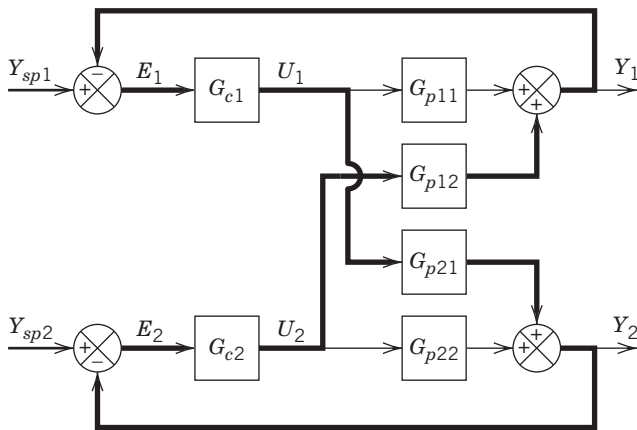 Y_sp1 + − E_1 G_c1 U_1 G_p11 + + Y_1
G_p12
G_p21
Y_sp2 + − E_2 G_c2 U_2 G_p22 + + Y_2